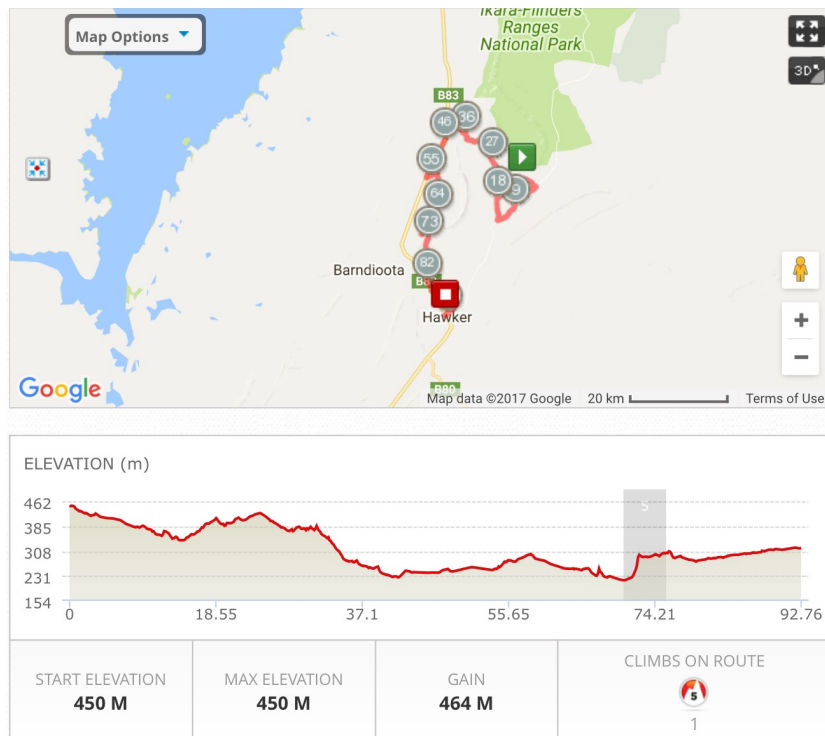 Map Options
Ikara-Flinders
Ranges
National Park
3D
B83
46
36
27
55
18
9
64
73
82
Barndioota
Hawker
B80
Google
Map data ©2017 Google
20 km
Terms of Use
ELEVATION (m)
462
385
308
231
154
5
0
18.55
37.1
55.65
74.21
92.76
START ELEVATION
450 M
MAX ELEVATION
450 M
GAIN
464 M
CLIMBS ON ROUTE
5
1